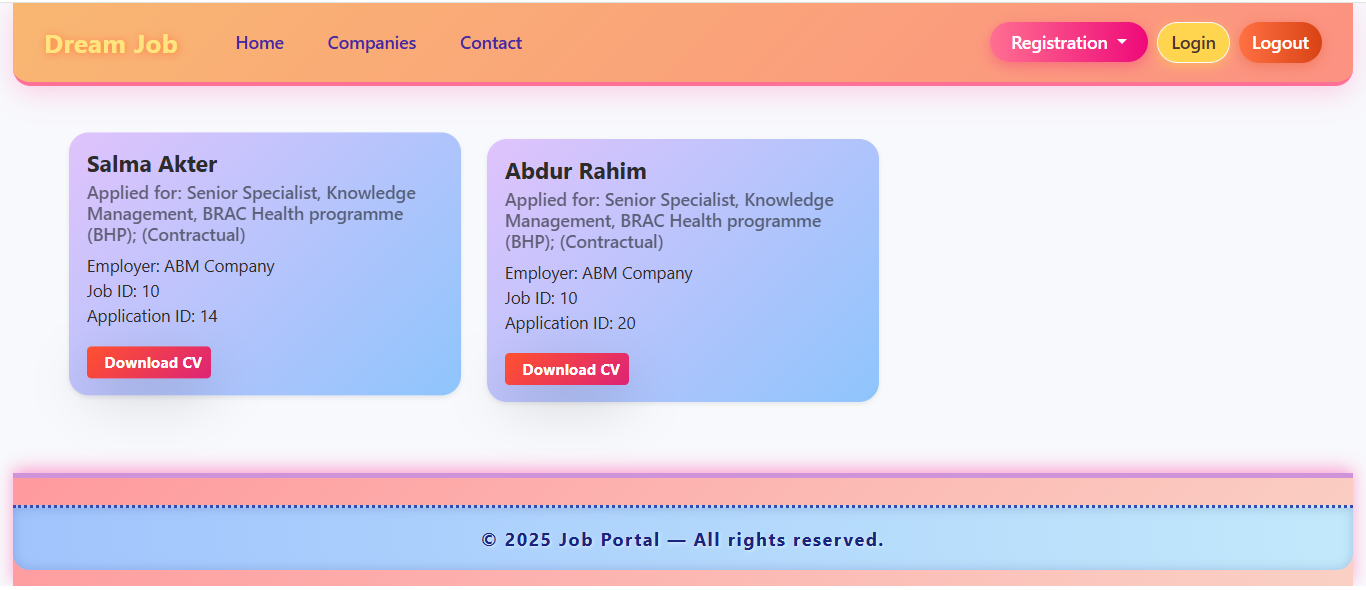 Dream Job
Home
Companies
Contact
Registration
Login
Logout
Salma Akter
Applied for: Senior Specialist, Knowledge
Management, BRAC Health programme
(BHP); (Contractual)
Employer: ABM Company
Job ID: 10
Application ID: 14
Download CV
Abdur Rahim
Applied for: Senior Specialist, Knowledge
Management, BRAC Health programme
(BHP); (Contractual)
Employer: ABM Company
Job ID: 10
Application ID: 20
Download CV
© 2025 Job Portal — All rights reserved.